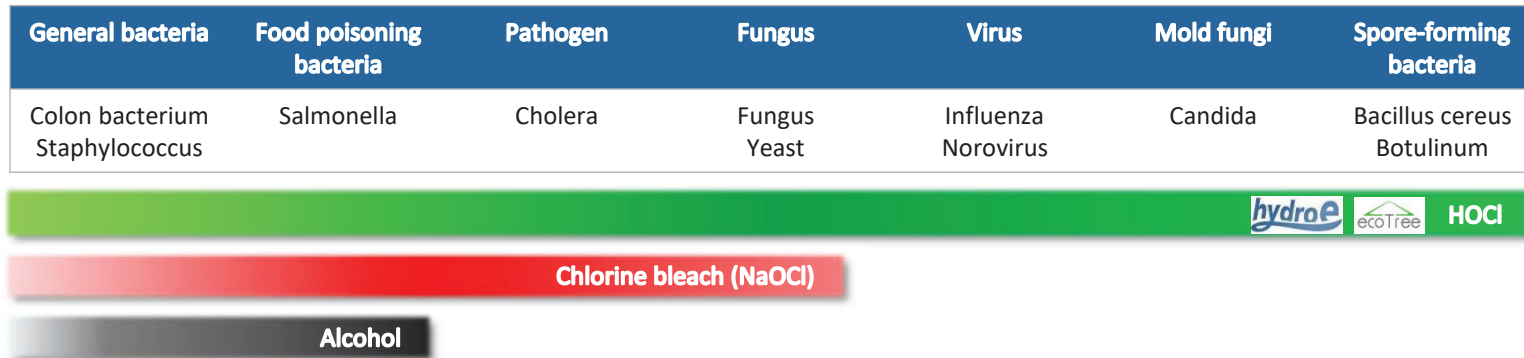 General bacteria
Food poisoning
bacteria
Pathogen
Fungus
Virus
Mold fungi
Spore-forming
bacteria
Colon bacterium
Staphylococcus
Salmonella
Cholera
Fungus
Yeast
Influenza
Norovirus
Candida
Bacillus cereus
Botulinum
hydroe
ecoTree
HOCl
Chlorine bleach (NaOCl)
Alcohol